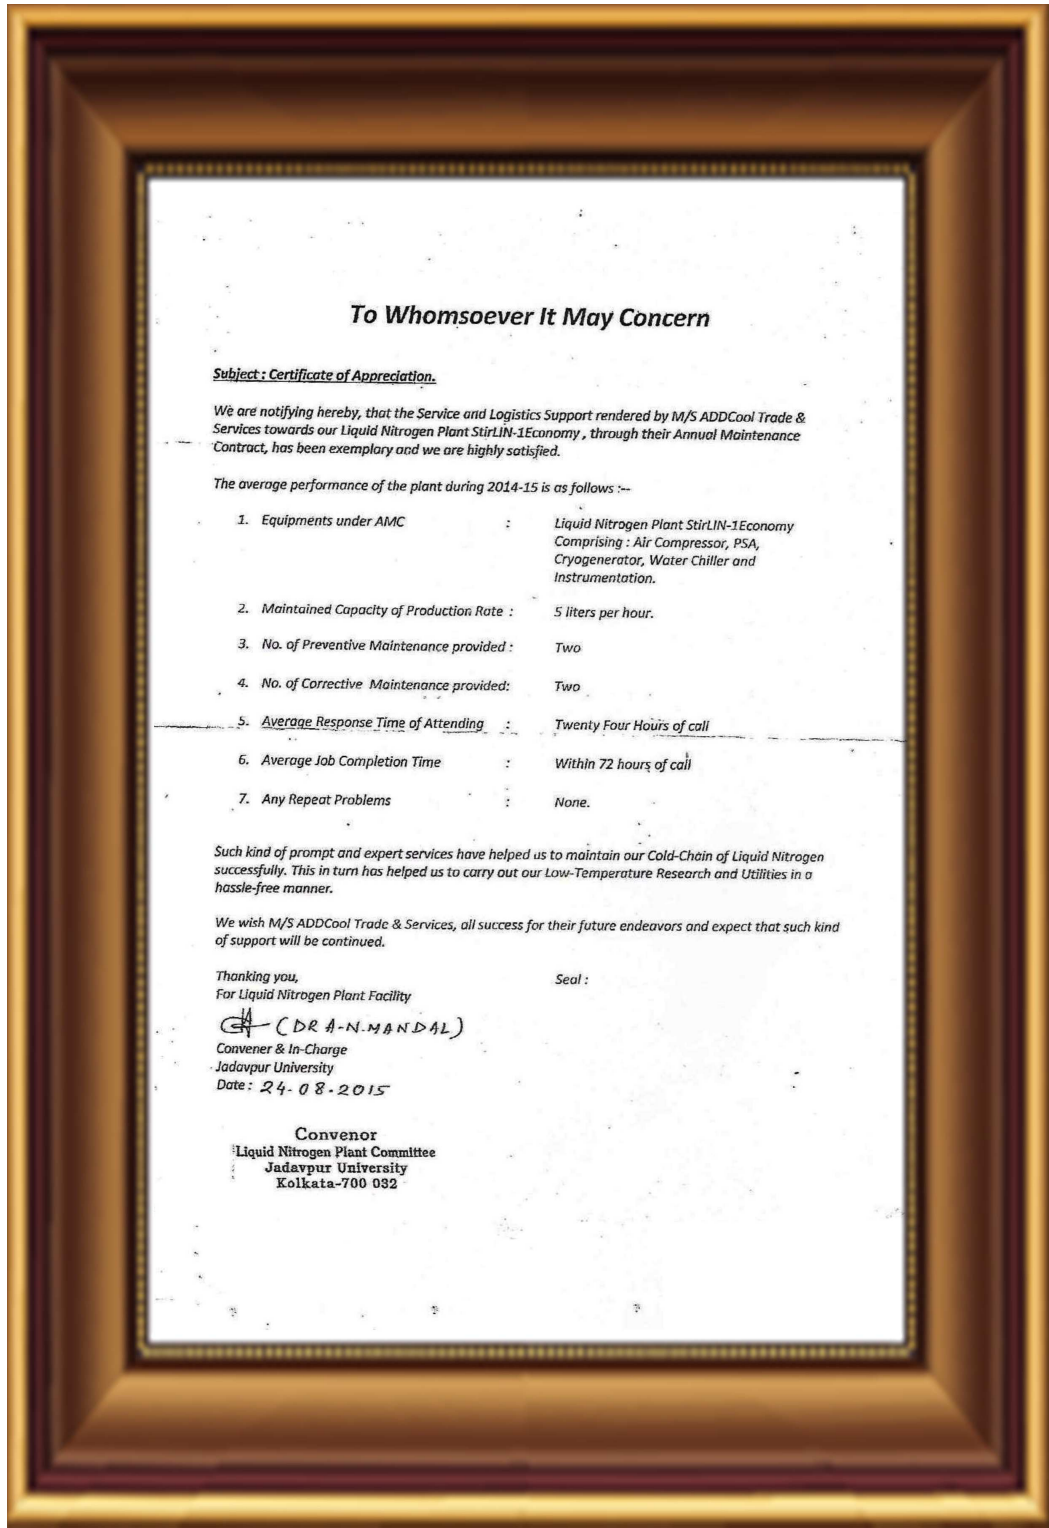 To Whomsoever It May Concern
Subject : Certificate of Appreciation.
We are notifying hereby, that the Service and Logistics Support rendered by M/S ADDCool Trade &
Services towards our Liquid Nitrogen Plant StirLIN-1Economy , through their Annual Maintenance
Contract, has been exemplary and we are highly satisfied.
The average performance of the plant during 2014-15 is as follows :--
1. Equipments under AMC : Liquid Nitrogen Plant StirLIN-1Economy
Comprising : Air Compressor, PSA,
Cryogenerator, Water Chiller and
Instrumentation.
2. Maintained Capacity of Production Rate : 5 liters per hour.
3. No. of Preventive Maintenance provided : Two
4. No. of Corrective Maintenance provided: Two
5. Average Response Time of Attending : Twenty Four Hours of call
6. Average Job Completion Time : Within 72 hours of call
7. Any Repeat Problems : None.
Such kind of prompt and expert services have helped us to maintain our Cold-Chain of Liquid Nitrogen
successfully. This in turn has helped us to carry out our Low-Temperature Research and Utilities in a
hassle-free manner.
We wish M/S ADDCool Trade & Services, all success for their future endeavors and expect that such kind
of support will be continued.
Thanking you, Seal :
For Liquid Nitrogen Plant Facility
(DR A-N-MANDAL)
Convener & In-Charge
Jadavpur University
Date : 24-08-2015
Convenor
Liquid Nitrogen Plant Committee
Jadavpur University
Kolkata-700 032